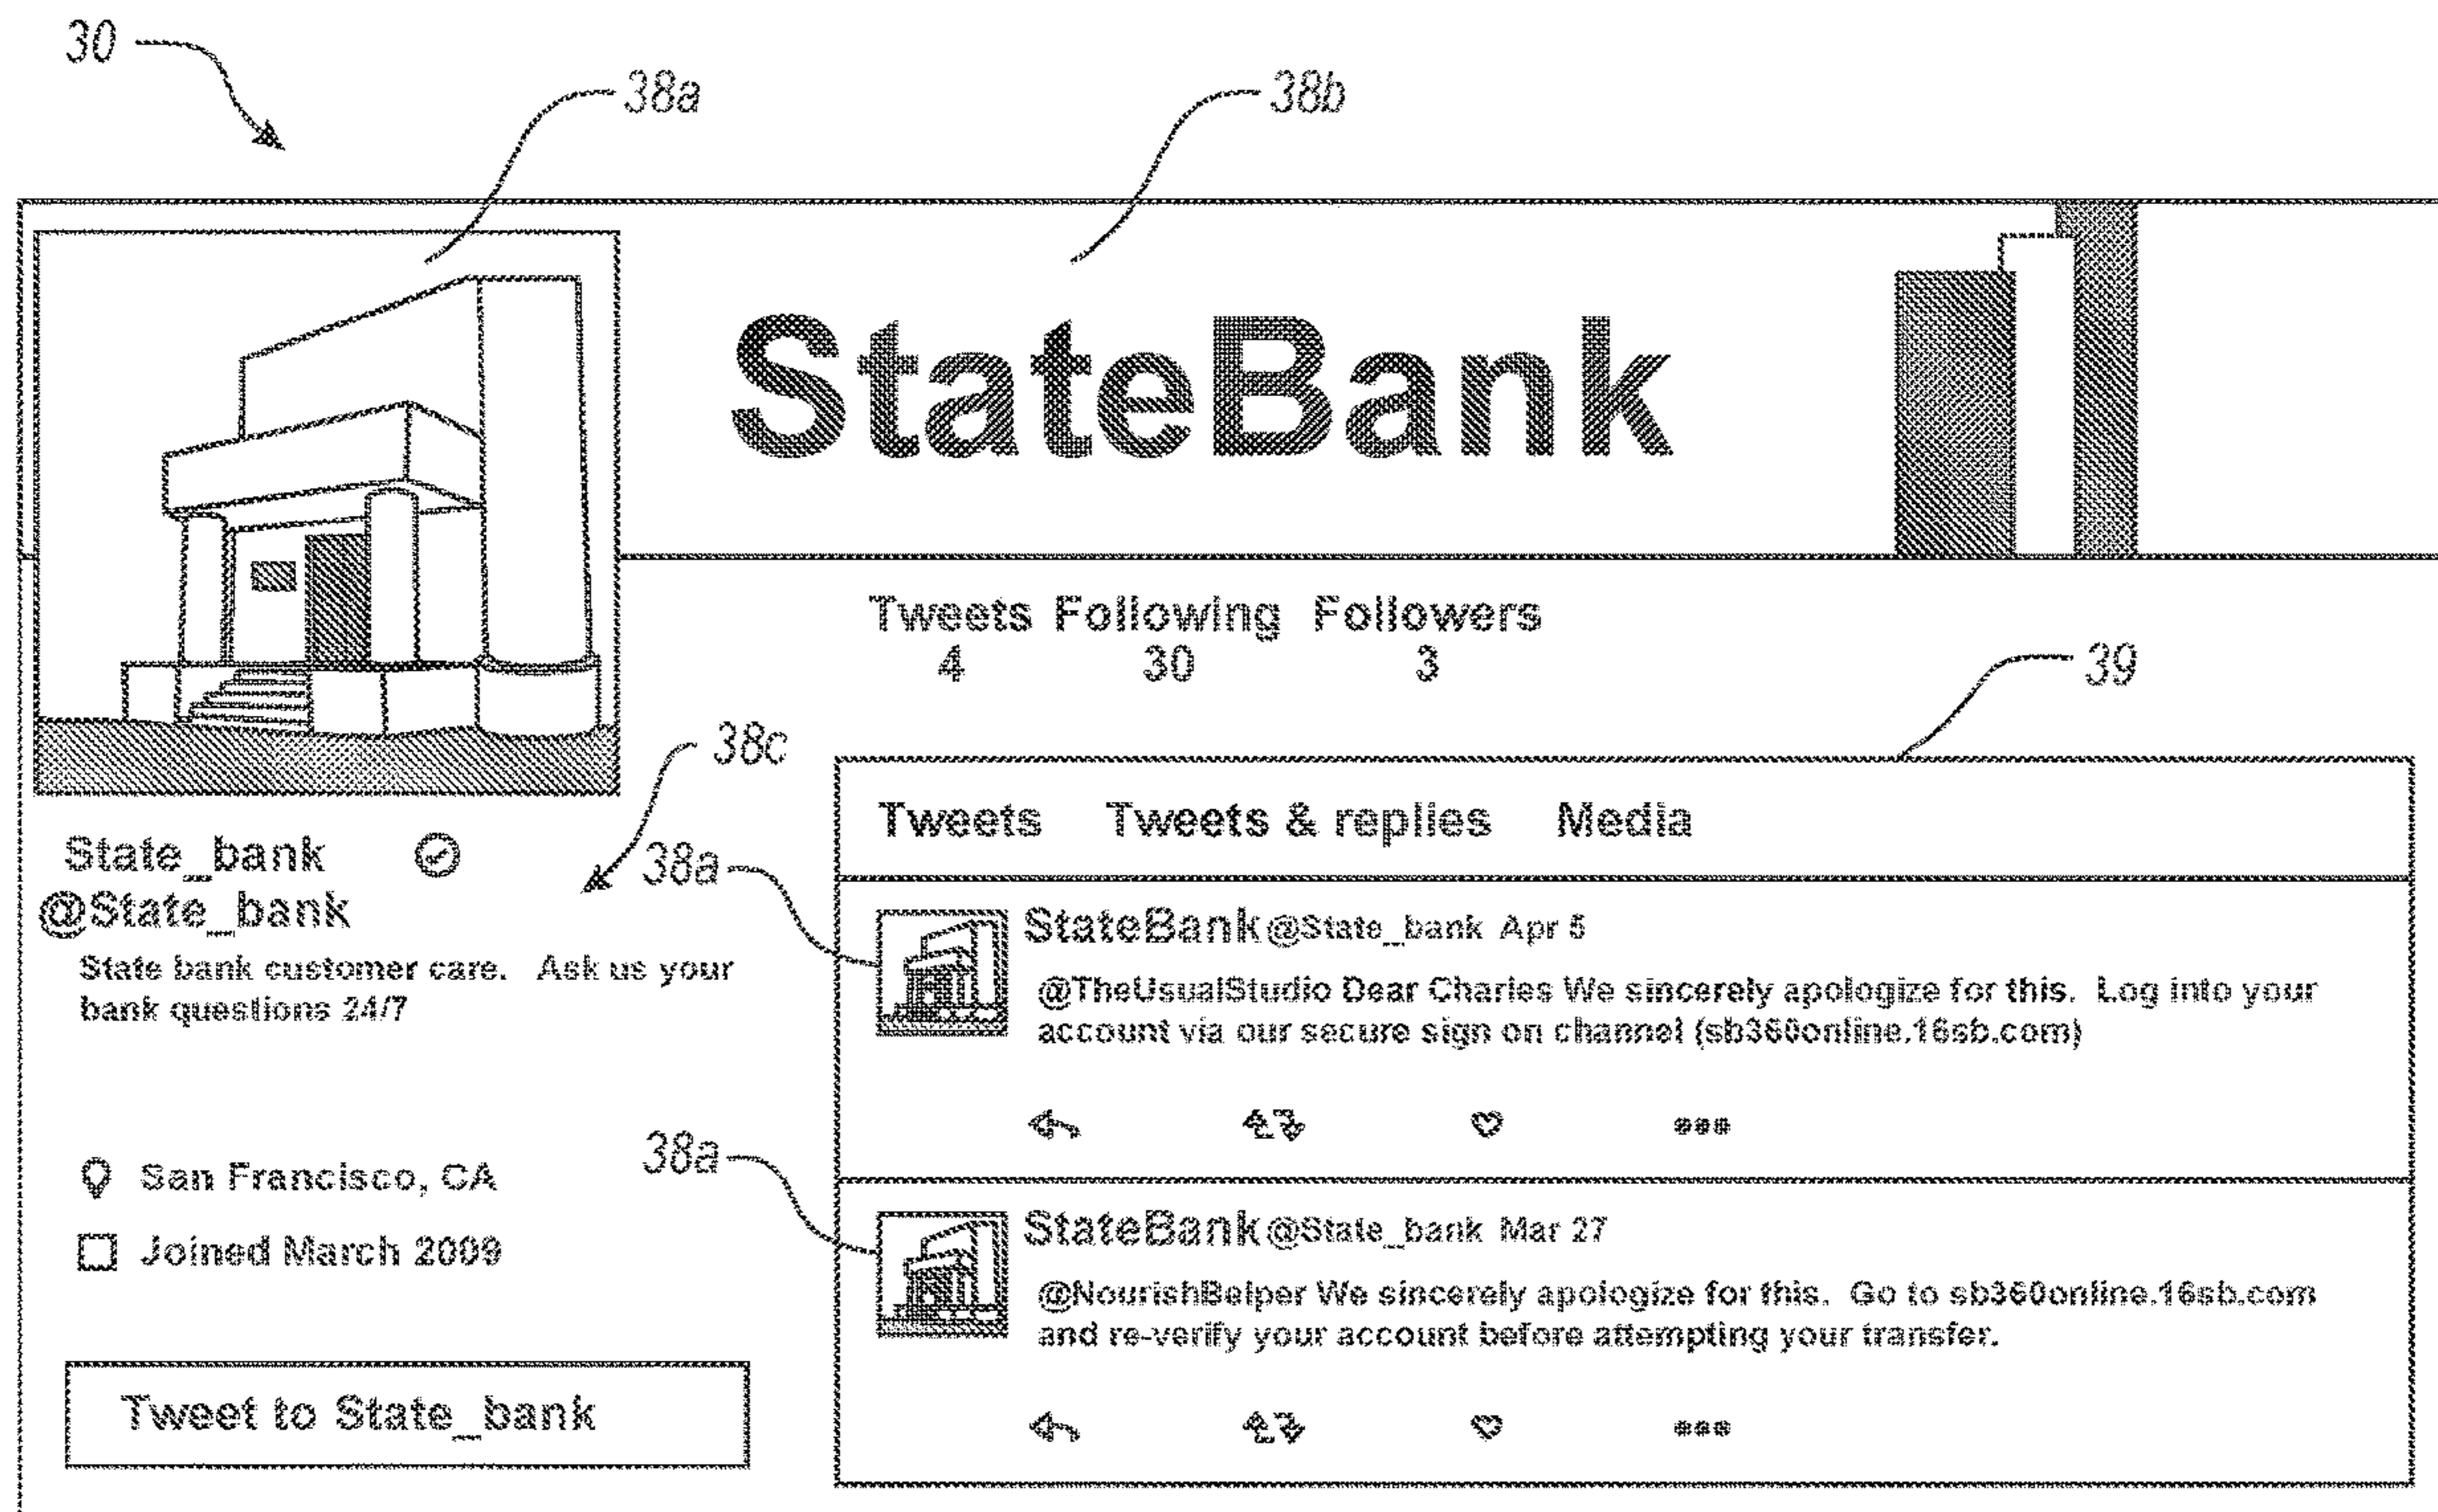 30
38a
38b
StateBank
Tweets Following Followers
4 30 3
39
38c
Tweets Tweets & replies Media
State_bank
@State_bank
State bank customer care. Ask us your
bank questions 24/7
San Francisco, CA
Joined March 2009
Tweet to State_bank
38a
StateBank @State_bank Apr 5
@TheUsualStudio Dear Charles We sincerely apologize for this. Log into your
account via our secure sign on channel (sb360online.16sb.com)
38a
StateBank @State_bank Mar 27
@NourishBelper We sincerely apologize for this. Go to sb360online.16sb.com
and re-verify your account before attempting your transfer.